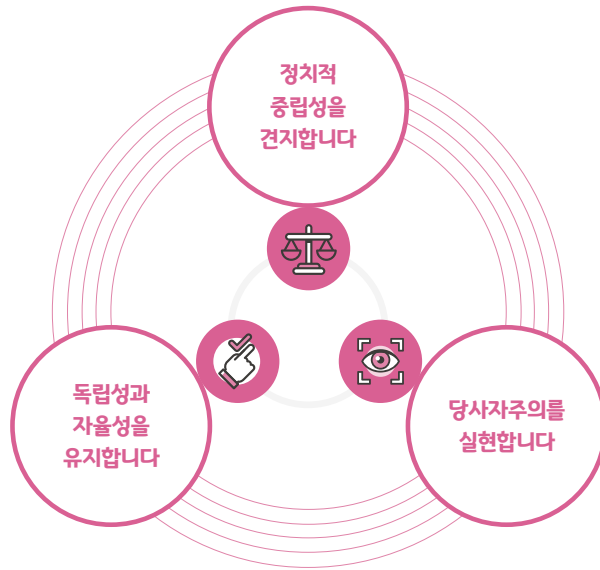 정치적
중립성을
견지합니다
독립성과
자율성을
유지합니다
당사자주의를
실현합니다